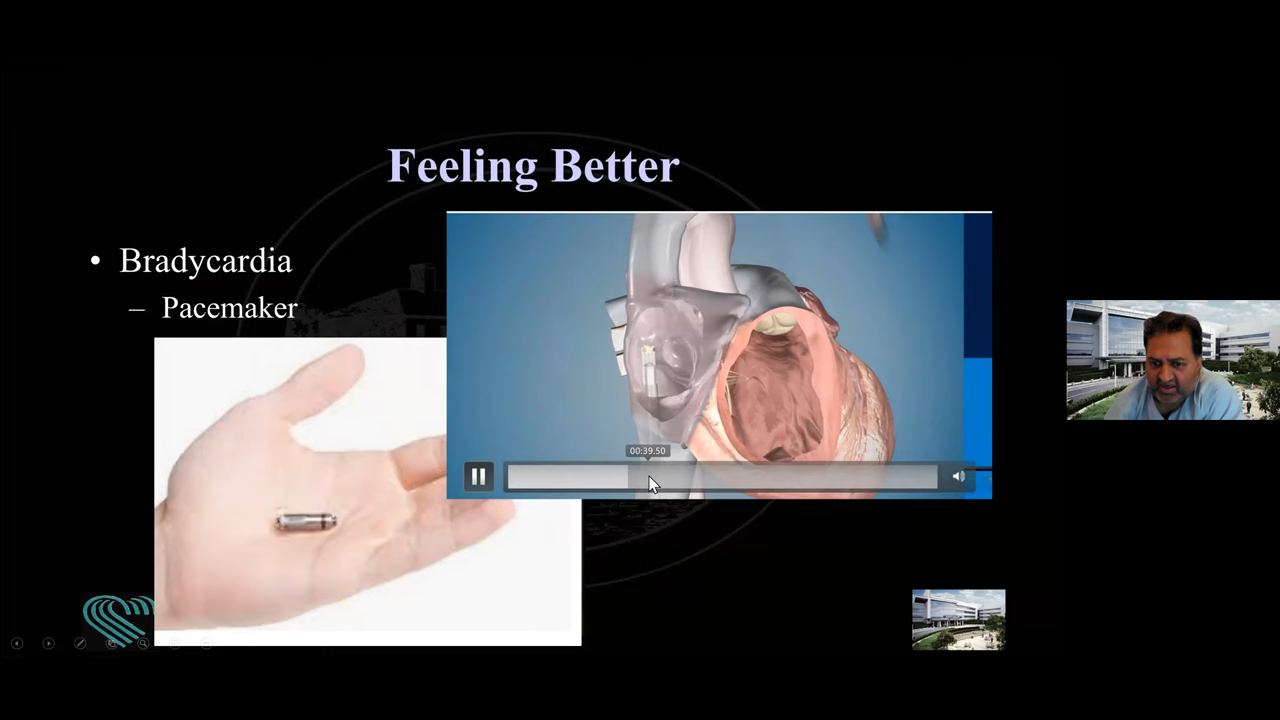 Feeling Better
• Bradycardia
– Pacemaker
00:39.50